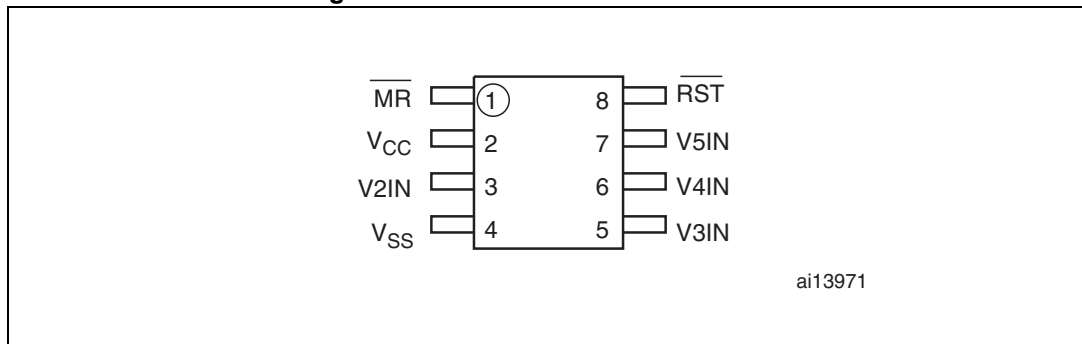 MR 1 8 RST
VCC 2 7 V5IN
V2IN 3 6 V4IN
VSS 4 5 V3IN
ai13971